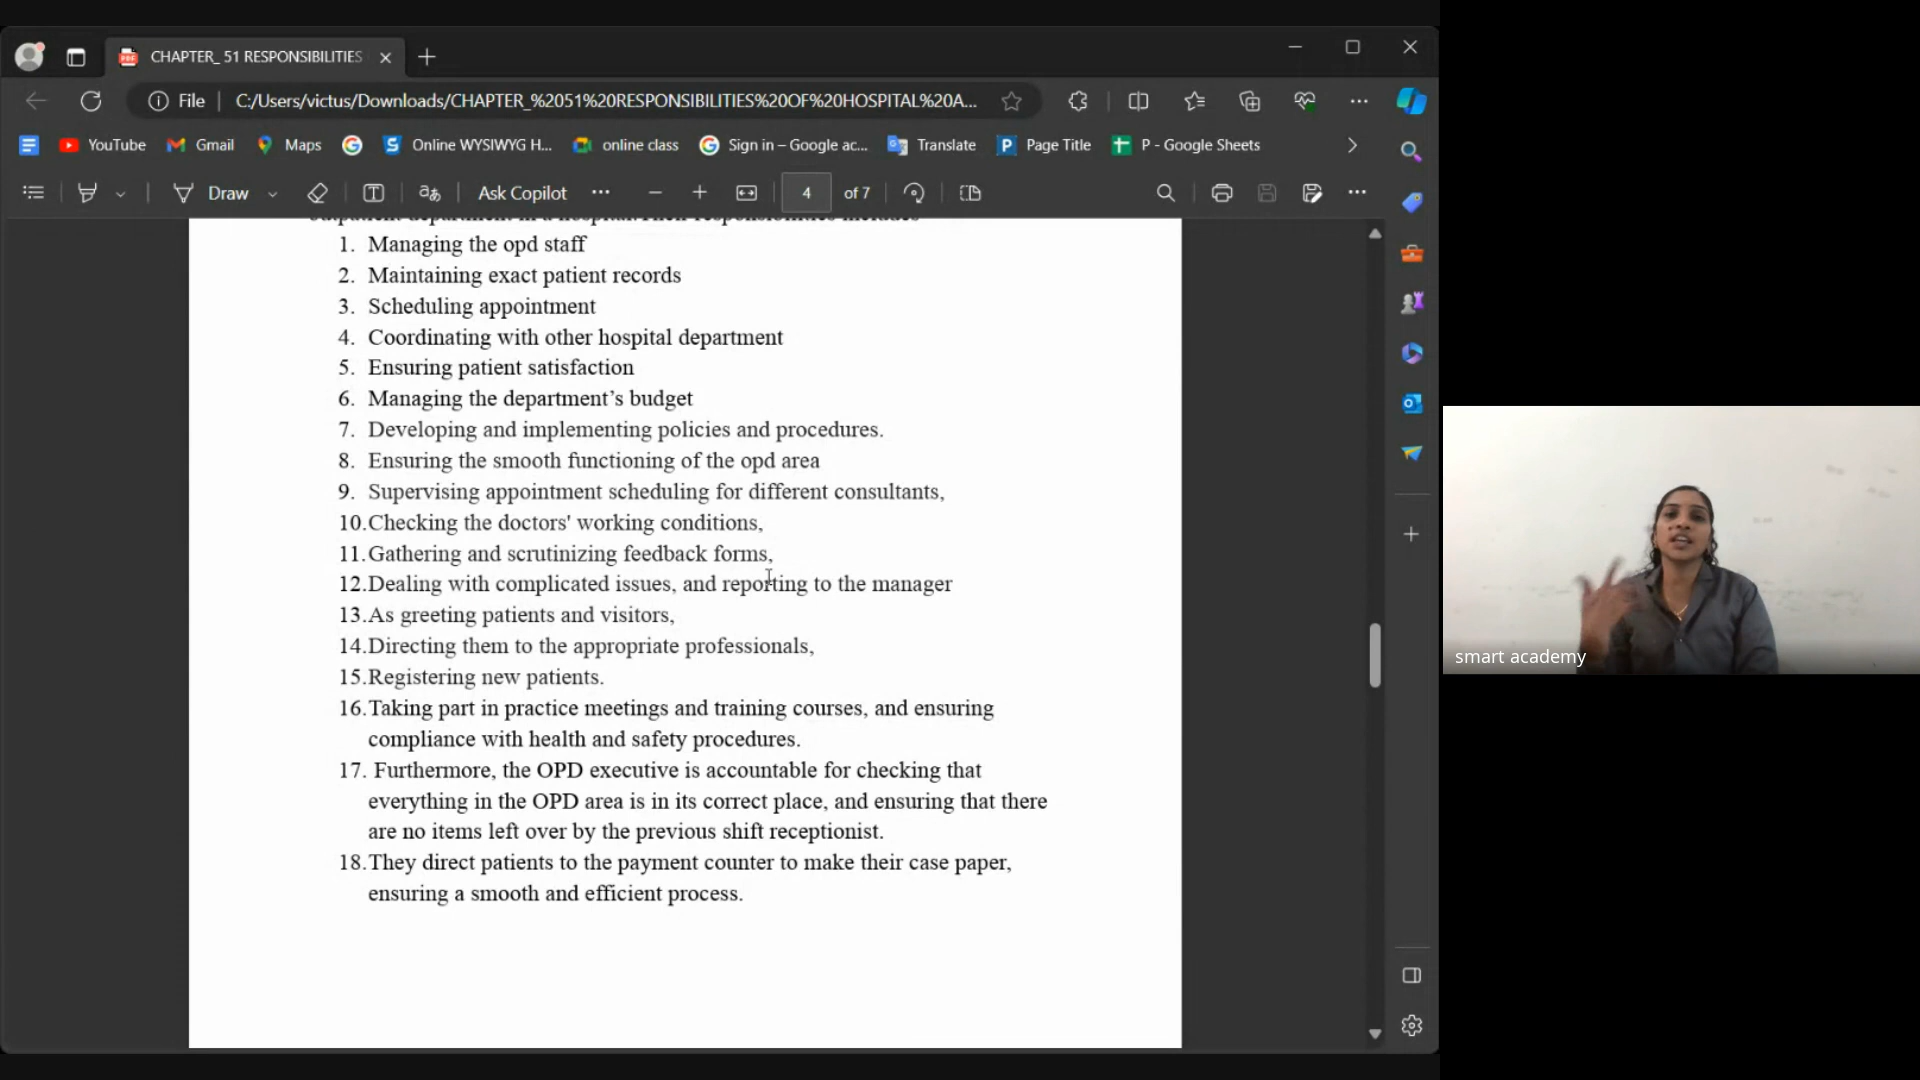 CHAPTER_ 51 RESPONSIBILITIES
File
C:/Users/victus/Downloads/CHAPTER_%2051%20RESPONSIBILITIES%20OF%20HOSPITAL%20A...
YouTube Gmail Maps Online WYSIWYG H... online class Sign in – Google ac... Translate Page Title P - Google Sheets
Draw Ask Copilot 4 of 7
outpatient department in a hospital. Their responsibilities includes
1. Managing the opd staff
2. Maintaining exact patient records
3. Scheduling appointment
4. Coordinating with other hospital department
5. Ensuring patient satisfaction
6. Managing the department’s budget
7. Developing and implementing policies and procedures.
8. Ensuring the smooth functioning of the opd area
9. Supervising appointment scheduling for different consultants,
10.Checking the doctors' working conditions,
11.Gathering and scrutinizing feedback forms,
12.Dealing with complicated issues, and reporting to the manager
13.As greeting patients and visitors,
14.Directing them to the appropriate professionals,
15.Registering new patients.
16.Taking part in practice meetings and training courses, and ensuring
compliance with health and safety procedures.
17. Furthermore, the OPD executive is accountable for checking that
everything in the OPD area is in its correct place, and ensuring that there
are no items left over by the previous shift receptionist.
18.They direct patients to the payment counter to make their case paper,
ensuring a smooth and efficient process.
smart academy